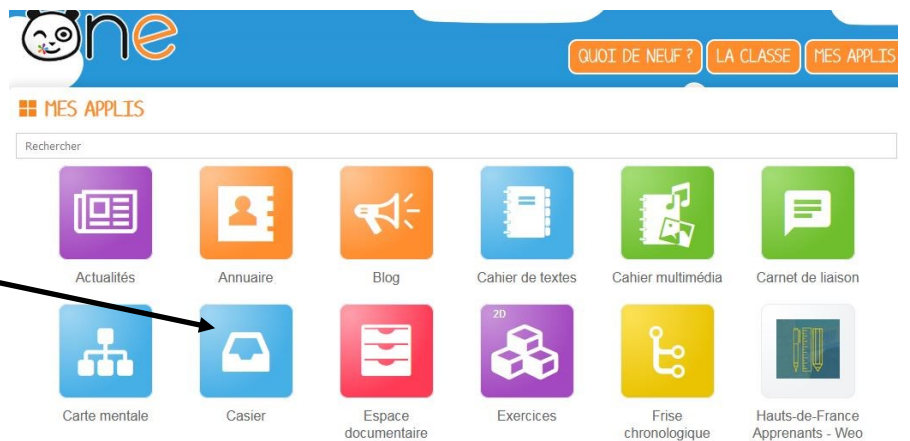 One
QUOI DE NEUF ?
LA CLASSE
MES APPLIS
MES APPLIS
Rechercher
Actualités
Annuaire
Blog
Cahier de textes
Cahier multimédia
Carnet de liaison
2D
Carte mentale
Casier
Espace
documentaire
Exercices
Frise
chronologique
Hauts-de-France
Apprenants - Weo